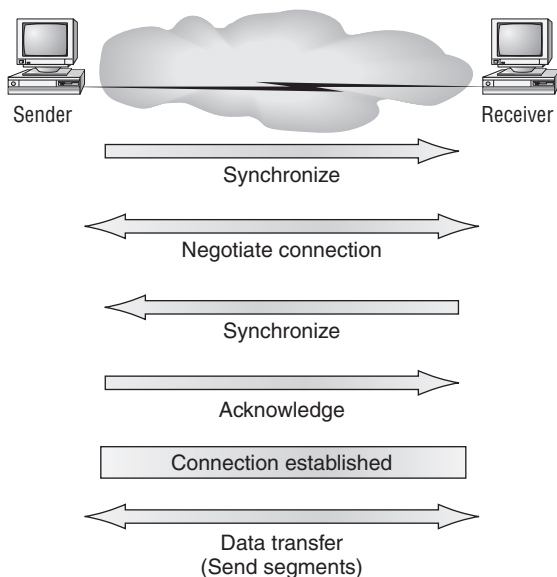 Sender
Receiver
Synchronize
Negotiate connection
Synchronize
Acknowledge
Connection established
Data transfer
(Send segments)